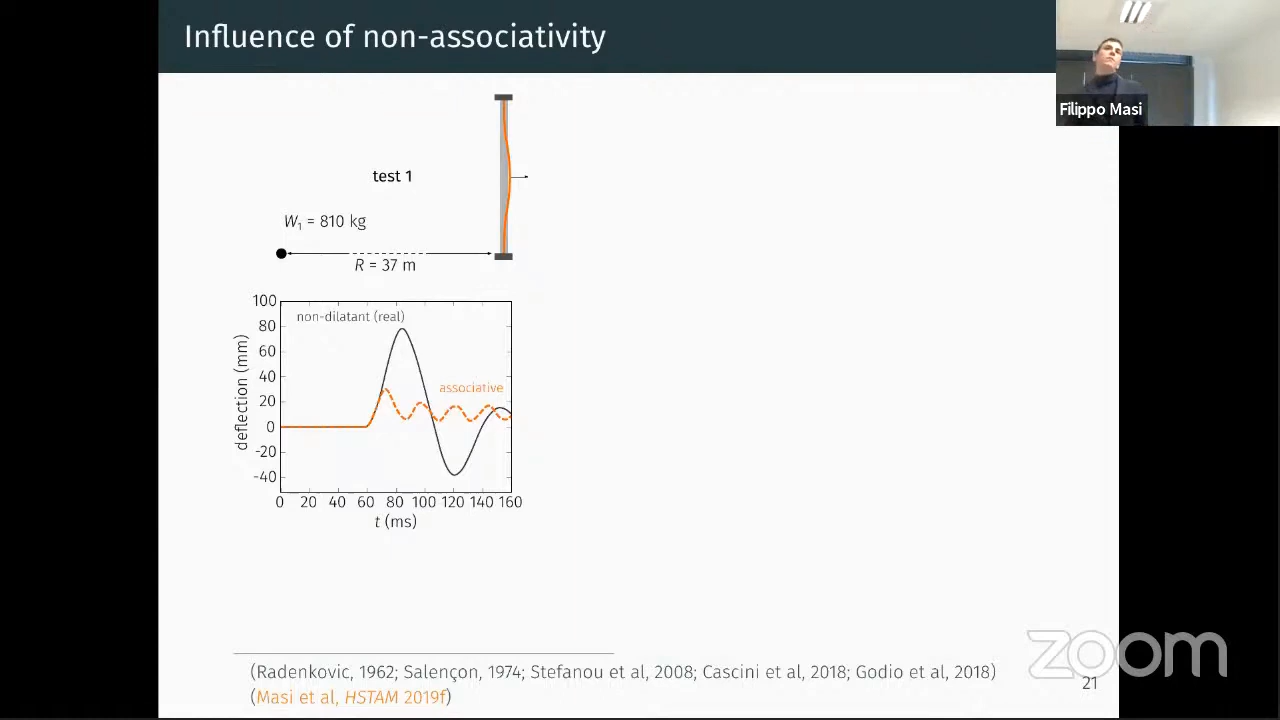 Influence of non-associativity
Filippo Masi
test 1
W1 = 810 kg
R = 37 m
100
80
60
40
20
0
-20
-40
deflection (mm)
non-dilatant (real)
associative
0 20 40 60 80 100 120 140 160
t (ms)
(Radenkovic, 1962; Salençon, 1974; Stefanou et al, 2008; Cascini et al, 2018; Godio et al, 2018)
(Masi et al, HSTAM 2019f)
zoom
21